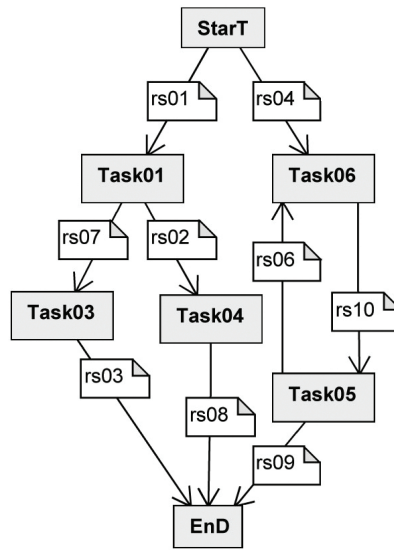 StarT
rs01
rs04
Task01
Task06
rs07
rs02
rs06
Task03
Task04
rs10
rs03
Task05
rs08
rs09
EnD